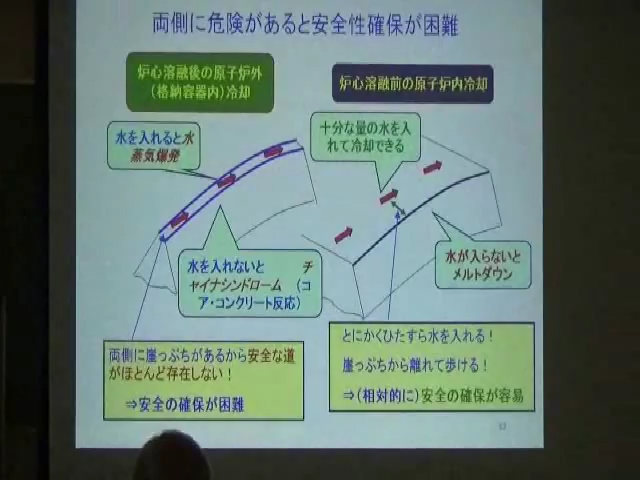 両側に危険があると安全性確保が困難
炉心溶融後の原子炉外
(格納容器内)冷却
炉心溶融前の原子炉内冷却
水を入れると水
蒸気爆発
十分な量の水を入
れて冷却できる
水を入れないと チ
ャイナシンドローム (コ
ア・コンクリート反応)
水が入らないと
メルトダウン
両側に崖っぷちがあるから安全な道
がほとんど存在しない!
⇒安全の確保が困難
とにかくひたすら水を入れる!
崖っぷちから離れて歩ける!
⇒(相対的に)安全の確保が容易